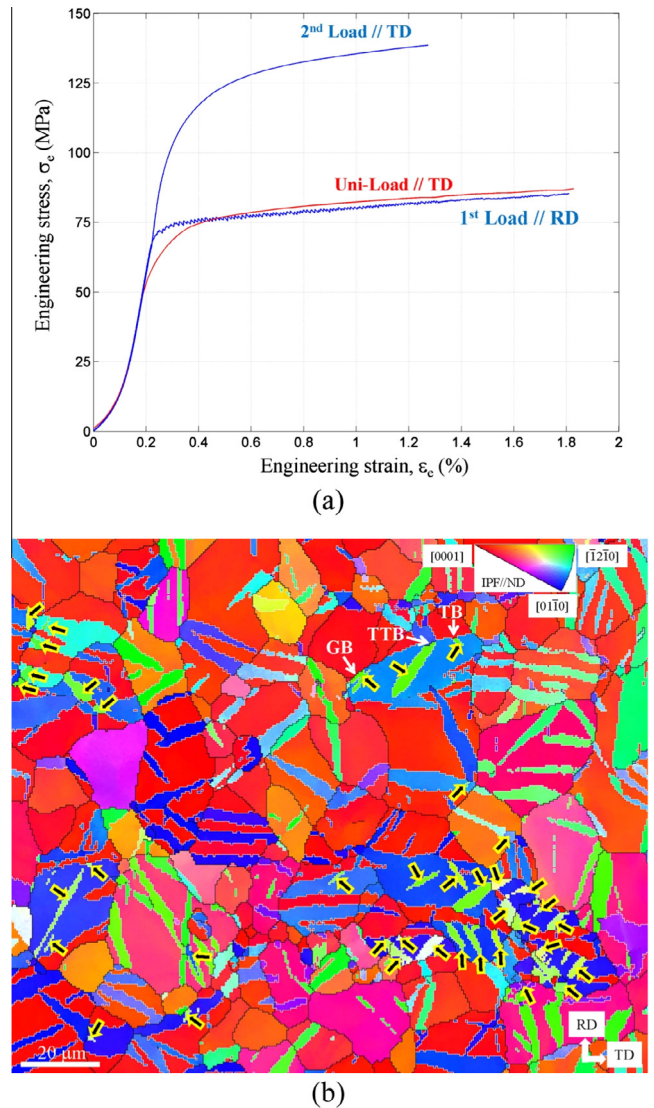 150
125
100
75
50
25
0
Engineering stress, σe (MPa)
2nd Load // TD
Uni-Load // TD
1st Load // RD
0 0.2 0.4 0.6 0.8 1 1.2 1.4 1.6 1.8 2
Engineering strain, εe (%)
(a)
[0001] [1̄21̄0]
IPF//ND
[011̄0]
TB
TTB
GB
RD
TD
20 μm
(b)